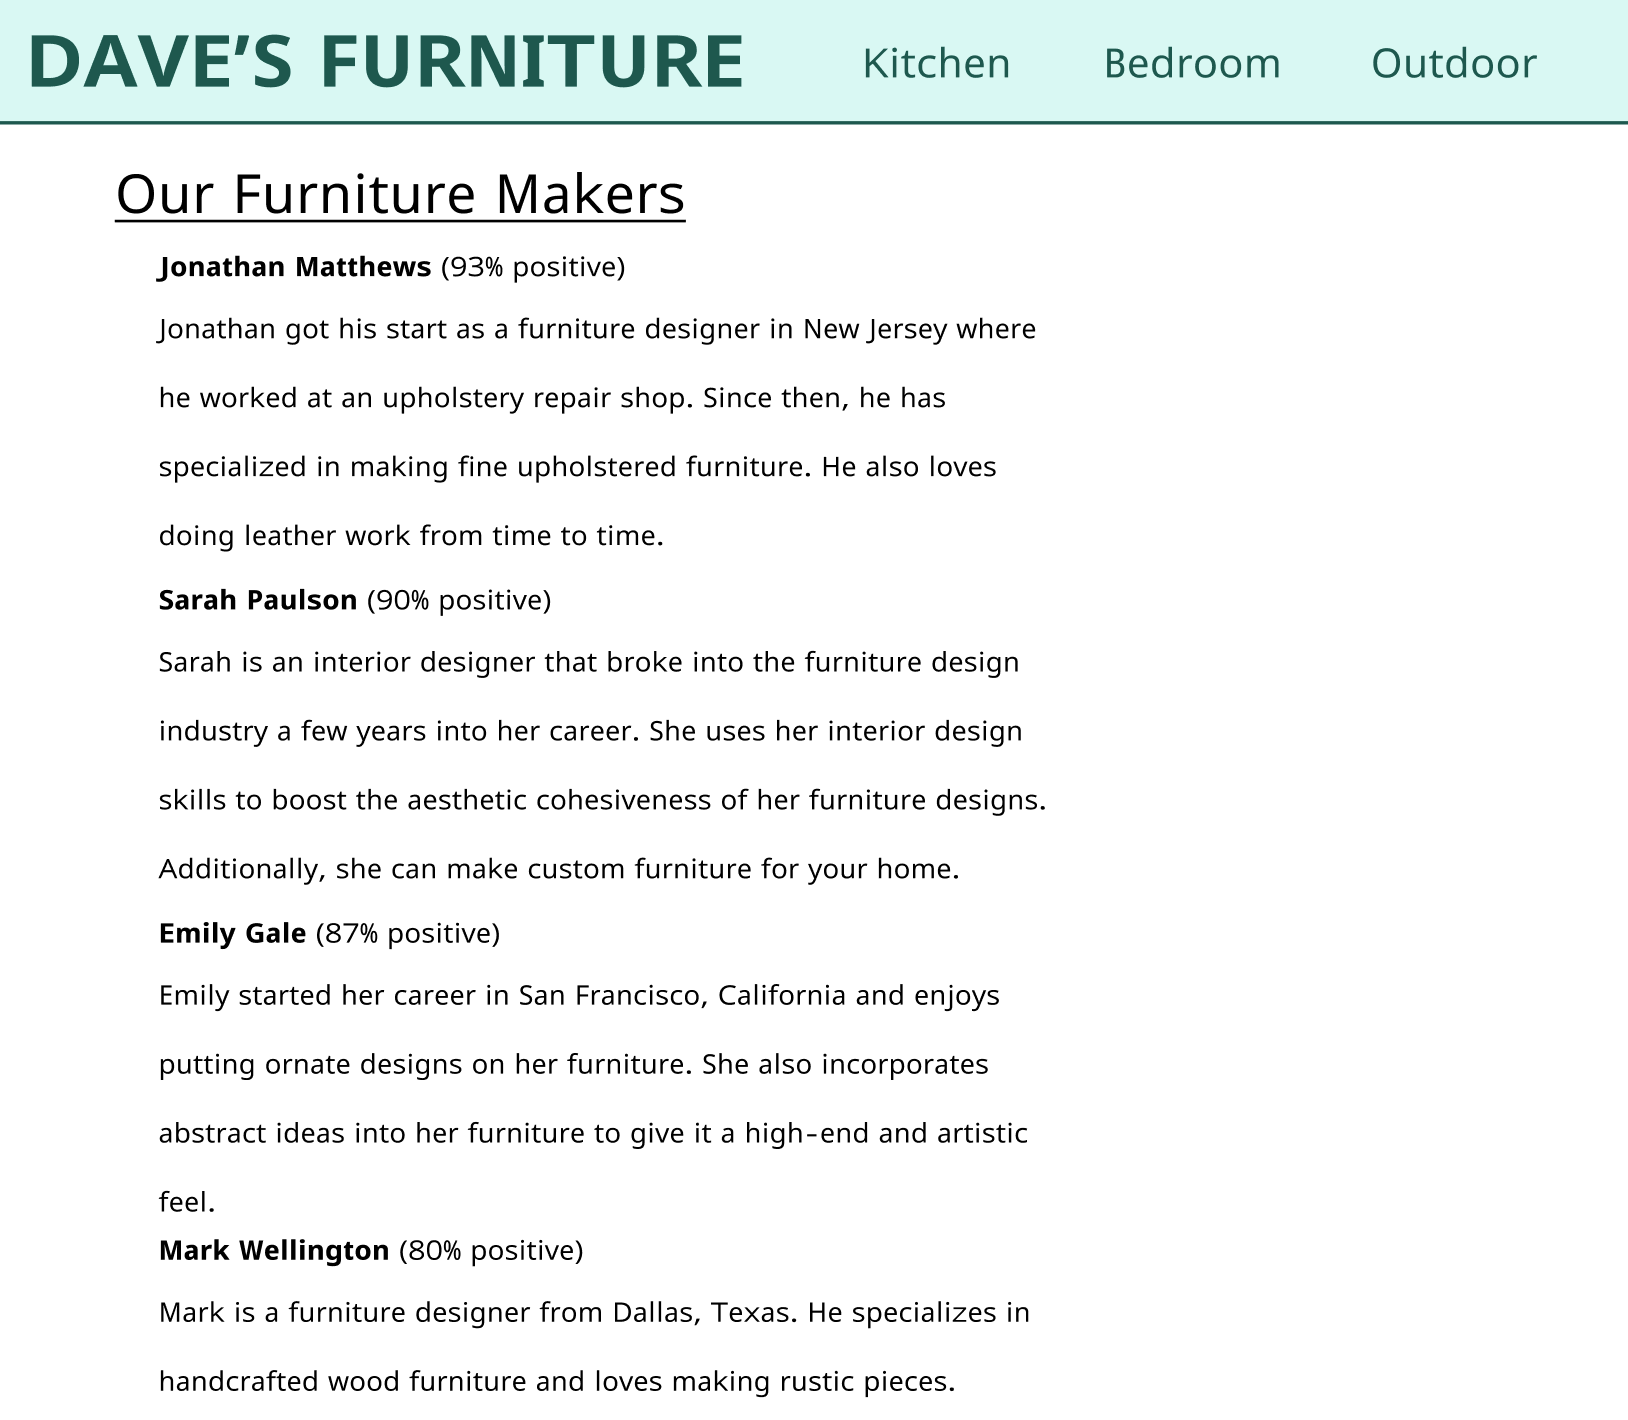 DAVE’S FURNITURE Kitchen Bedroom Outdoor
Our Furniture Makers
Jonathan Matthews (93% positive)
Jonathan got his start as a furniture designer in New Jersey where
he worked at an upholstery repair shop. Since then, he has
specialized in making fine upholstered furniture. He also loves
doing leather work from time to time.
Sarah Paulson (90% positive)
Sarah is an interior designer that broke into the furniture design
industry a few years into her career. She uses her interior design
skills to boost the aesthetic cohesiveness of her furniture designs.
Additionally, she can make custom furniture for your home.
Emily Gale (87% positive)
Emily started her career in San Francisco, California and enjoys
putting ornate designs on her furniture. She also incorporates
abstract ideas into her furniture to give it a high-end and artistic
feel.
Mark Wellington (80% positive)
Mark is a furniture designer from Dallas, Texas. He specializes in
handcrafted wood furniture and loves making rustic pieces.